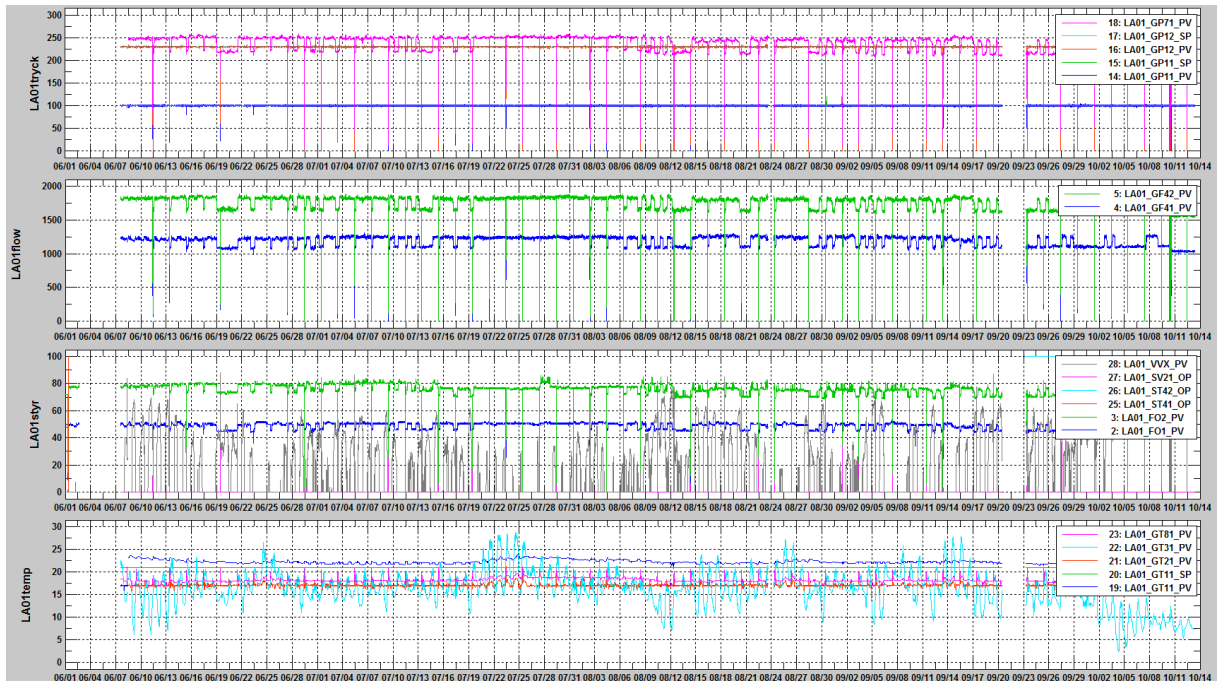 LA01tryck
300
250
200
150
100
50
0
18: LA01_GP71_PV
17: LA01_GP12_SP
16: LA01_GP12_PV
15: LA01_GP11_SP
14: LA01_GP11_PV
06/01 06/04 06/07 06/10 06/13 06/16 06/19 06/22 06/25 06/28 07/01 07/04 07/07 07/10 07/13 07/16 07/19 07/22 07/25 07/28 07/31 08/03 08/06 08/09 08/12 08/15 08/18 08/21 08/24 08/27 08/30 09/02 09/05 09/08 09/11 09/14 09/17 09/20 09/23 09/26 09/29 10/02 10/05 10/08 10/11 10/14
LA01flow
2000
1500
1000
500
0
5: LA01_GF42_PV
4: LA01_GF41_PV
06/01 06/04 06/07 06/10 06/13 06/16 06/19 06/22 06/25 06/28 07/01 07/04 07/07 07/10 07/13 07/16 07/19 07/22 07/25 07/28 07/31 08/03 08/06 08/09 08/12 08/15 08/18 08/21 08/24 08/27 08/30 09/02 09/05 09/08 09/11 09/14 09/17 09/20 09/23 09/26 09/29 10/02 10/05 10/08 10/11 10/14
LA01styr
100
80
60
40
20
0
28: LA01_VVX_PV
27: LA01_SV21_OP
26: LA01_ST42_OP
25: LA01_ST41_OP
3: LA01_FO2_PV
2: LA01_FO1_PV
06/01 06/04 06/07 06/10 06/13 06/16 06/19 06/22 06/25 06/28 07/01 07/04 07/07 07/10 07/13 07/16 07/19 07/22 07/25 07/28 07/31 08/03 08/06 08/09 08/12 08/15 08/18 08/21 08/24 08/27 08/30 09/02 09/05 09/08 09/11 09/14 09/17 09/20 09/23 09/26 09/29 10/02 10/05 10/08 10/11 10/14
LA01temp
30
25
20
15
10
5
0
23: LA01_GT81_PV
22: LA01_GT31_PV
21: LA01_GT21_PV
20: LA01_GT11_SP
19: LA01_GT11_PV
06/01 06/04 06/07 06/10 06/13 06/16 06/19 06/22 06/25 06/28 07/01 07/04 07/07 07/10 07/13 07/16 07/19 07/22 07/25 07/28 07/31 08/03 08/06 08/09 08/12 08/15 08/18 08/21 08/24 08/27 08/30 09/02 09/05 09/08 09/11 09/14 09/17 09/20 09/23 09/26 09/29 10/02 10/05 10/08 10/11 10/14